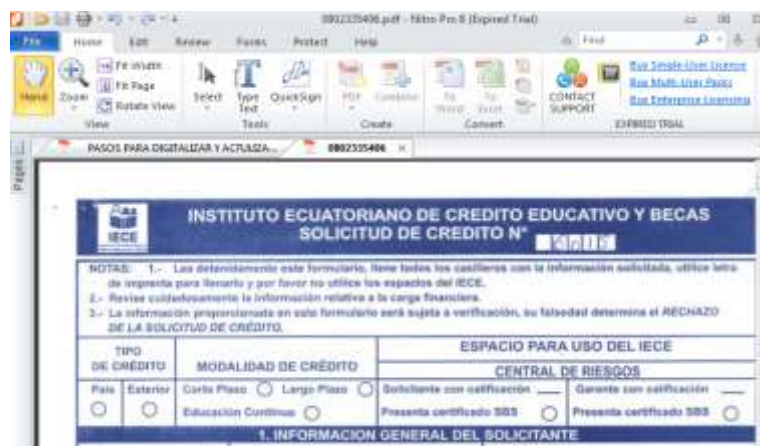 0802335406.pdf - Nitro Pro 8 (Expired Trial)
File Home Edit Review Forms Protect Help Find
Hand Zoom Fit Width
Fit Page
Rotate View
Select Type Text QuickSign PDF Combine To Word To Excel CONTACT SUPPORT
Buy Single-User License
Buy Multi-User Packs
Buy Enterprise Licensing
View Tools Create Convert EXPIRED TRIAL
Pages
PASOS PARA DIGITALIZAR Y ACTUALIZA... 0802335406 ×
IECE
INSTITUTO ECUATORIANO DE CREDITO EDUCATIVO Y BECAS
SOLICITUD DE CREDITO N°
NOTAS: 1.- Lea detenidamente este formulario, llene todos los casilleros con la información solicitada, utilice letra
de imprenta para llenarlo y por favor no utilice los espacios del IECE.
2.- Revise cuidadosamente la información relativa a la carga financiera.
3.- La información proporcionada en este formulario será sujeta a verificación, su falsedad determina el RECHAZO
DE LA SOLICITUD DE CRÉDITO.
TIPO
DE CRÉDITO
MODALIDAD DE CRÉDITO
ESPACIO PARA USO DEL IECE
CENTRAL DE RIESGOS
País Exterior Corto Plazo Largo Plazo Solicitante con calificación Garante con calificación
Educación Continua Presenta certificado SBS Presenta certificado SBS
1. INFORMACION GENERAL DEL SOLICITANTE